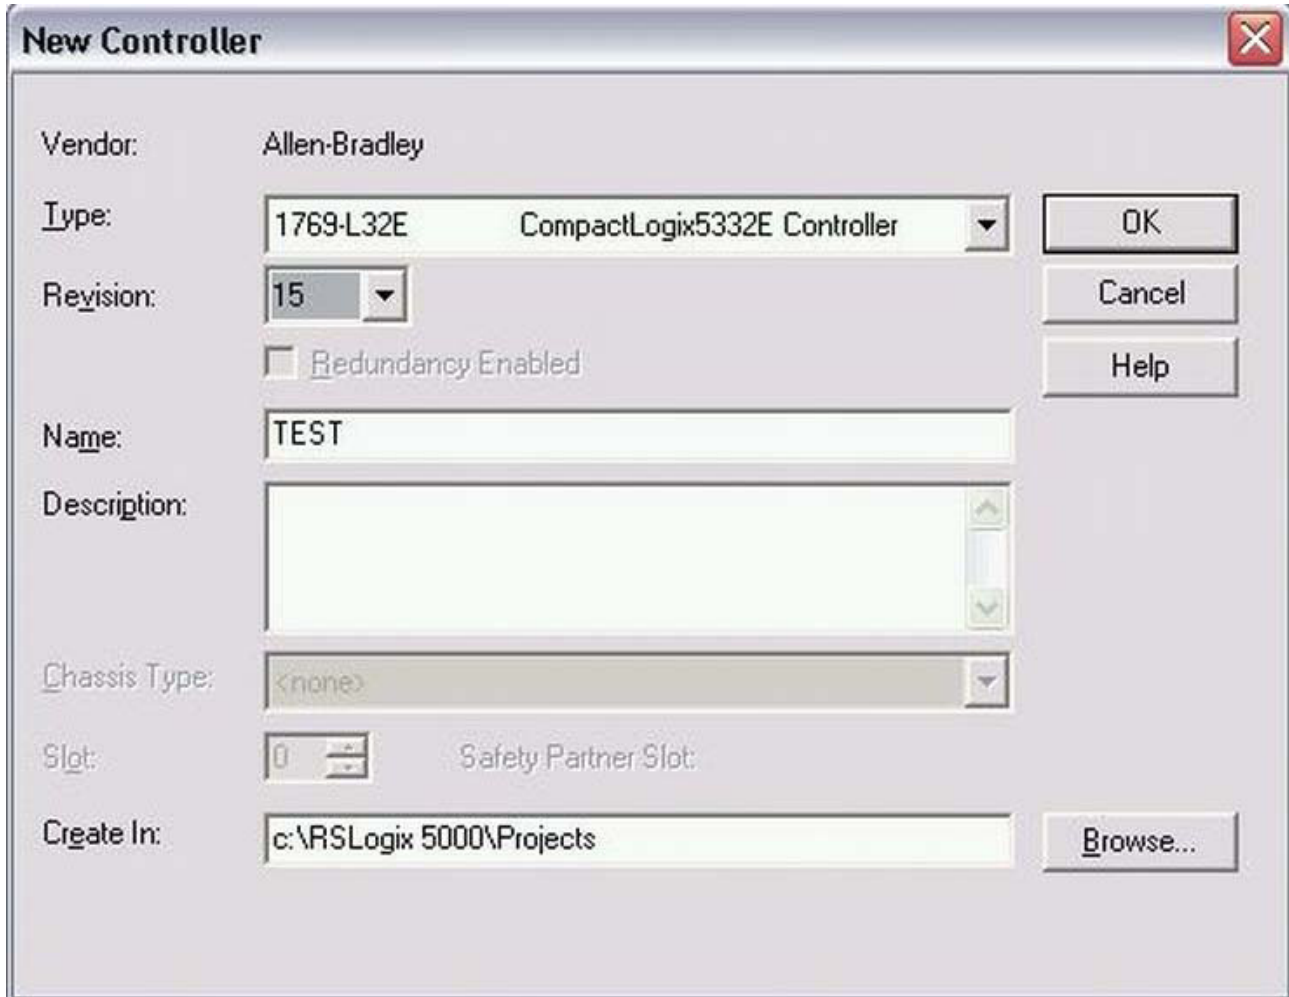 New Controller
Vendor: Allen-Bradley
Type: 1769-L32E CompactLogix5332E Controller OK
Revision: 15 Cancel
Redundancy Enabled Help
Name: TEST
Description:
Chassis Type: <none>
Slot: 0 Safety Partner Slot:
Create In: c:\RSLogix 5000\Projects Browse...